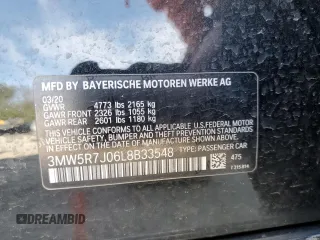 MFD BY BAYERISCHE MOTOREN WERKE AG
03/20
GVWR 4773 lbs 2165 kg
GAWR FRONT 2326 lbs 1055 kg
GAWR REAR 2601 lbs 1180 kg
THIS VEHICLE CONFORMS TO ALL APPLICABLE
FEDERAL MOTOR VEHICLE SAFETY, BUMPER AND THEFT
PREVENTION STANDARDS IN EFFECT ON THE DATE OF
MANUFACTURE SHOWN ABOVE.
3MW5R7J06L8B33548 TYPE: PASSENGER CAR
475
DREAMBID